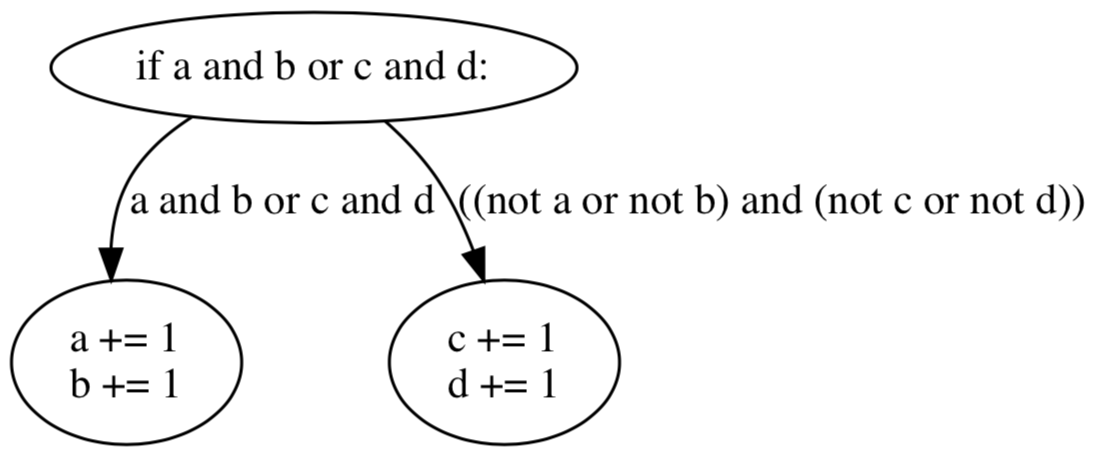 if a and b or c and d:
a and b or c and d
((not a or not b) and (not c or not d))
a += 1
b += 1
c += 1
d += 1